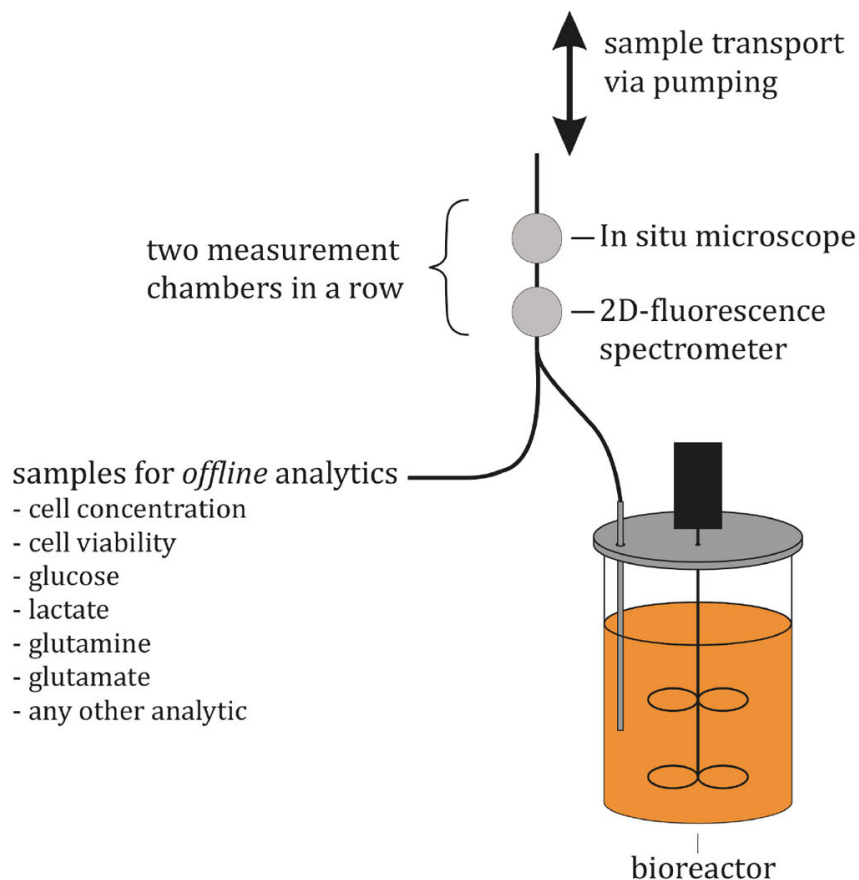 sample transport
via pumping
two measurement
chambers in a row
In situ microscope
2D-fluorescence
spectrometer
samples for offline analytics
- cell concentration
- cell viability
- glucose
- lactate
- glutamine
- glutamate
- any other analytic
bioreactor